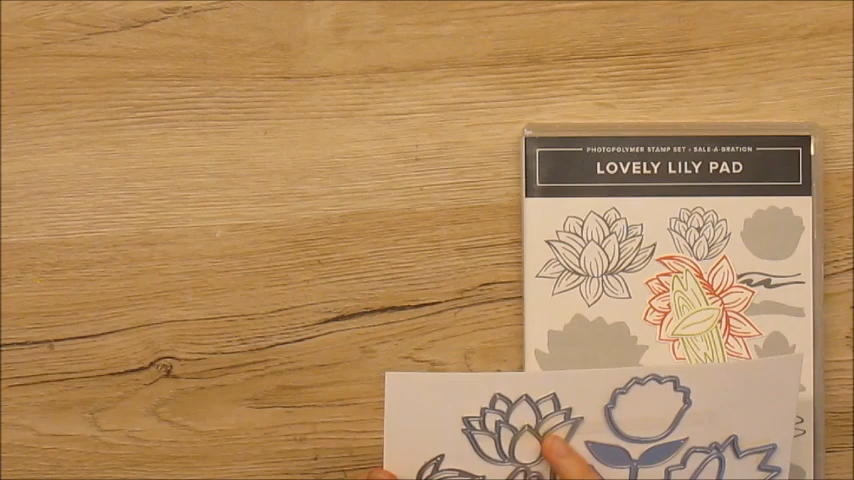 PHOTOPOLYMER STAMP SET • SALE-A-BRATION
LOVELY LILY PAD